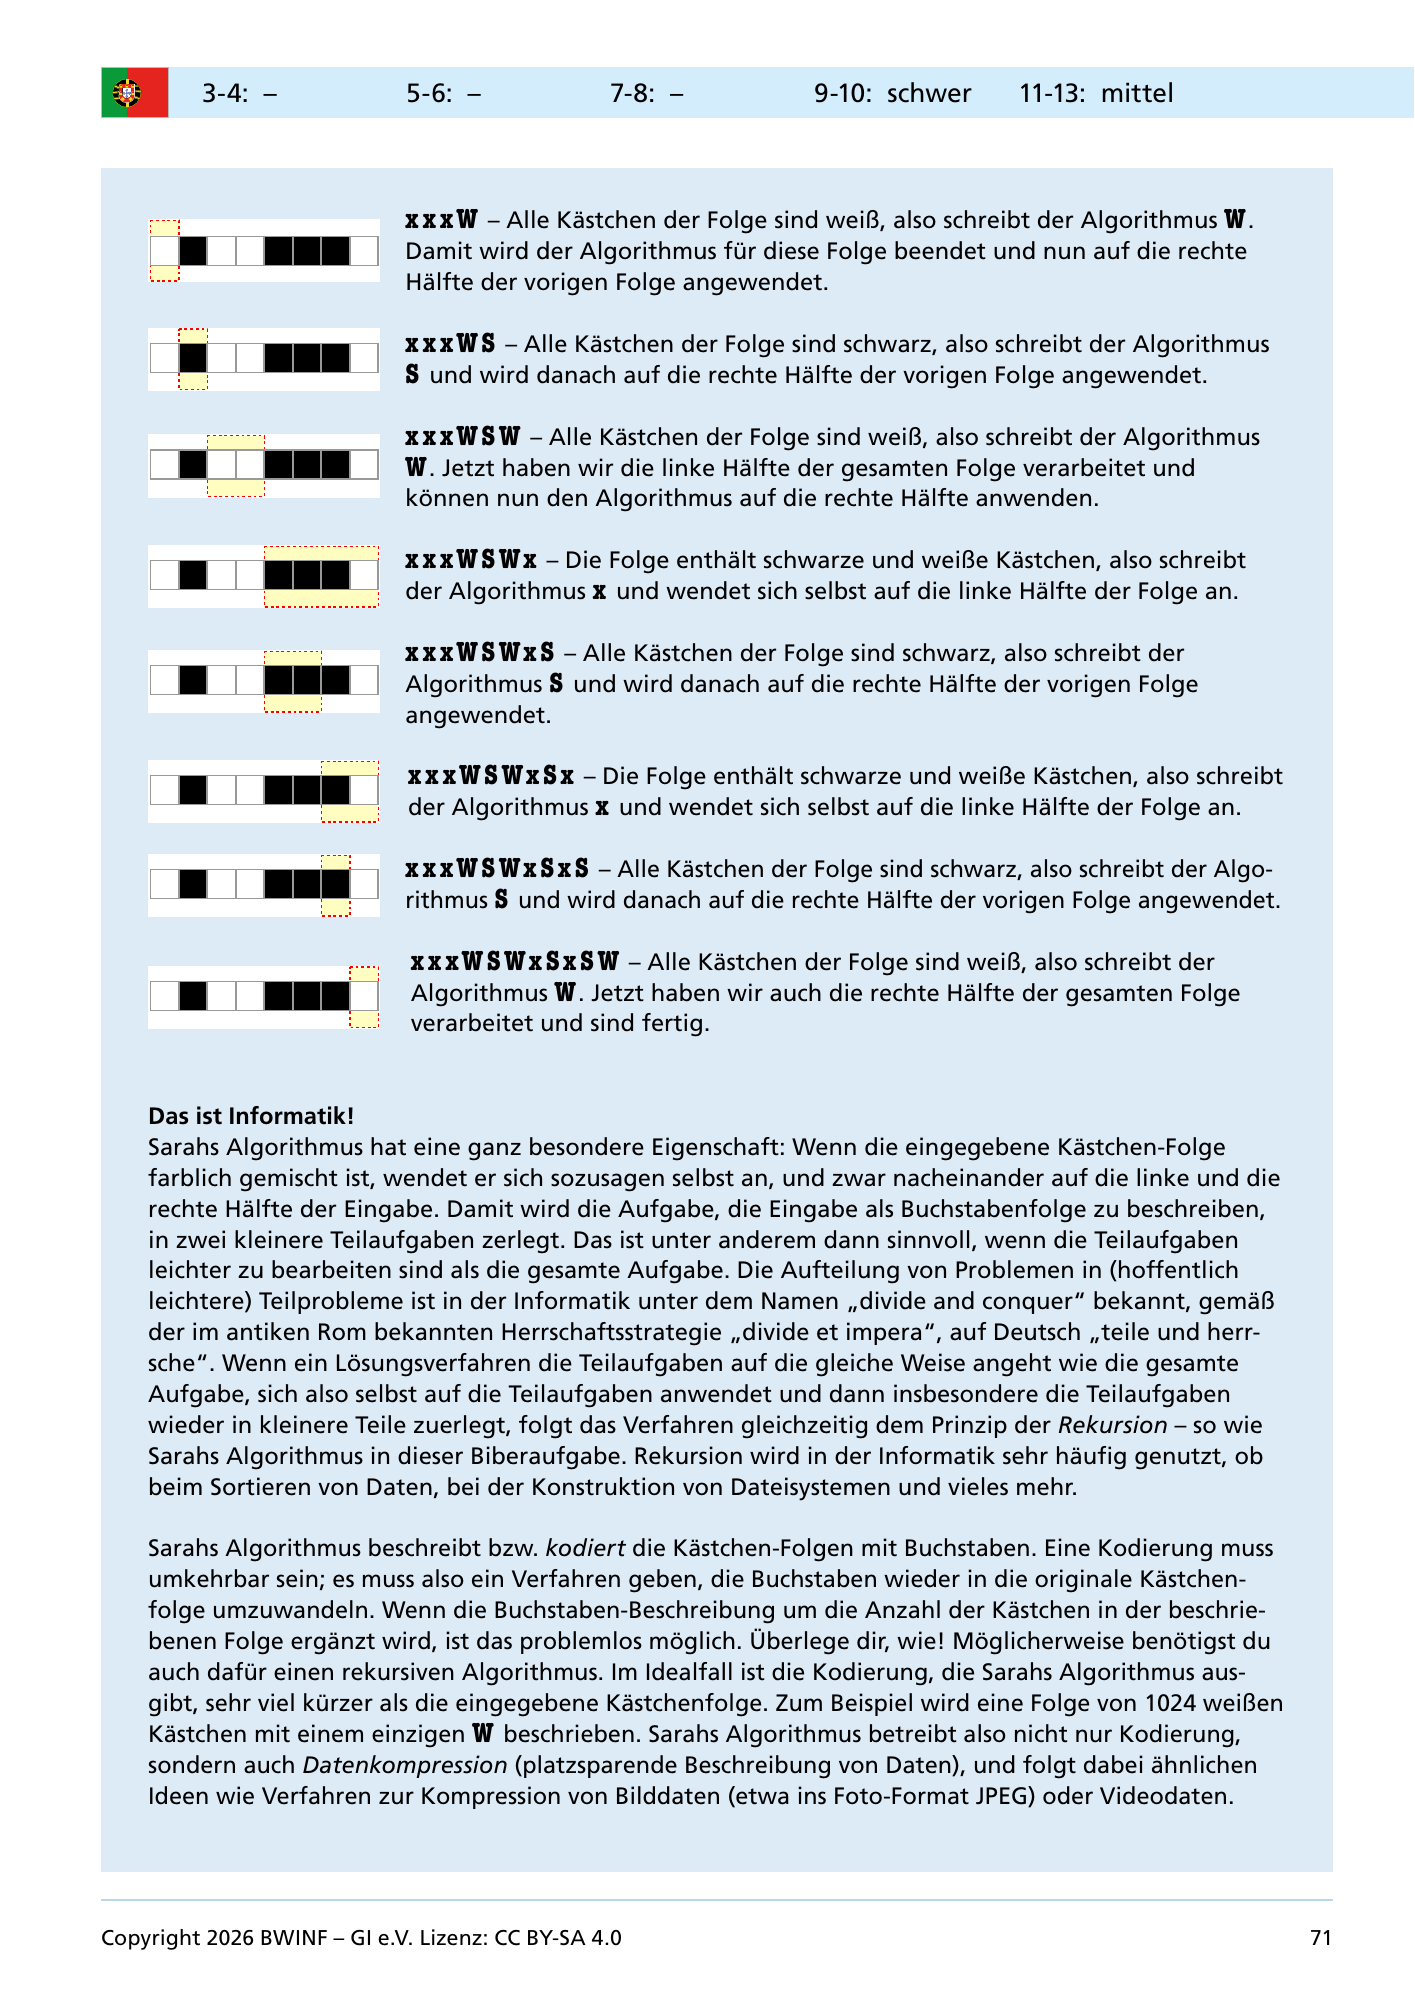 3-4: –   5-6: –   7-8: –   9-10: schwer   11-13: mittel
xxxW – Alle Kästchen der Folge sind weiß, also schreibt der Algorithmus W.
Damit wird der Algorithmus für diese Folge beendet und nun auf die rechte
Hälfte der vorigen Folge angewendet.
xxxWS – Alle Kästchen der Folge sind schwarz, also schreibt der Algorithmus
S und wird danach auf die rechte Hälfte der vorigen Folge angewendet.
xxxWSW – Alle Kästchen der Folge sind weiß, also schreibt der Algorithmus
W. Jetzt haben wir die linke Hälfte der gesamten Folge verarbeitet und
können nun den Algorithmus auf die rechte Hälfte anwenden.
xxxWSWx – Die Folge enthält schwarze und weiße Kästchen, also schreibt
der Algorithmus x und wendet sich selbst auf die linke Hälfte der Folge an.
xxxWSWxS – Alle Kästchen der Folge sind schwarz, also schreibt der
Algorithmus S und wird danach auf die rechte Hälfte der vorigen Folge
angewendet.
xxxWSWxSx – Die Folge enthält schwarze und weiße Kästchen, also schreibt
der Algorithmus x und wendet sich selbst auf die linke Hälfte der Folge an.
xxxWSWxSxS – Alle Kästchen der Folge sind schwarz, also schreibt der Algo-
rithmus S und wird danach auf die rechte Hälfte der vorigen Folge angewendet.
xxxWSWxSxSW – Alle Kästchen der Folge sind weiß, also schreibt der
Algorithmus W. Jetzt haben wir auch die rechte Hälfte der gesamten Folge
verarbeitet und sind fertig.
Das ist Informatik!
Sarahs Algorithmus hat eine ganz besondere Eigenschaft: Wenn die eingegebene Kästchen-Folge
farblich gemischt ist, wendet er sich sozusagen selbst an, und zwar nacheinander auf die linke und die
rechte Hälfte der Eingabe. Damit wird die Aufgabe, die Eingabe als Buchstabenfolge zu beschreiben,
in zwei kleinere Teilaufgaben zerlegt. Das ist unter anderem dann sinnvoll, wenn die Teilaufgaben
leichter zu bearbeiten sind als die gesamte Aufgabe. Die Aufteilung von Problemen in (hoffentlich
leichtere) Teilprobleme ist in der Informatik unter dem Namen „divide and conquer“ bekannt, gemäß
der im antiken Rom bekannten Herrschaftsstrategie „divide et impera“, auf Deutsch „teile und herr-
sche“. Wenn ein Lösungsverfahren die Teilaufgaben auf die gleiche Weise angeht wie die gesamte
Aufgabe, sich also selbst auf die Teilaufgaben anwendet und dann insbesondere die Teilaufgaben
wieder in kleinere Teile zuerlegt, folgt das Verfahren gleichzeitig dem Prinzip der Rekursion – so wie
Sarahs Algorithmus in dieser Biberaufgabe. Rekursion wird in der Informatik sehr häufig genutzt, ob
beim Sortieren von Daten, bei der Konstruktion von Dateisystemen und vieles mehr.
Sarahs Algorithmus beschreibt bzw. kodiert die Kästchen-Folgen mit Buchstaben. Eine Kodierung muss
umkehrbar sein; es muss also ein Verfahren geben, die Buchstaben wieder in die originale Kästchen-
folge umzuwandeln. Wenn die Buchstaben-Beschreibung um die Anzahl der Kästchen in der beschrie-
benen Folge ergänzt wird, ist das problemlos möglich. Überlege dir, wie! Möglicherweise benötigst du
auch dafür einen rekursiven Algorithmus. Im Idealfall ist die Kodierung, die Sarahs Algorithmus aus-
gibt, sehr viel kürzer als die eingegebene Kästchenfolge. Zum Beispiel wird eine Folge von 1024 weißen
Kästchen mit einem einzigen W beschrieben. Sarahs Algorithmus betreibt also nicht nur Kodierung,
sondern auch Datenkompression (platzsparende Beschreibung von Daten), und folgt dabei ähnlichen
Ideen wie Verfahren zur Kompression von Bilddaten (etwa ins Foto-Format JPEG) oder Videodaten.
Copyright 2026 BWINF – GI e.V. Lizenz: CC BY-SA 4.0   71